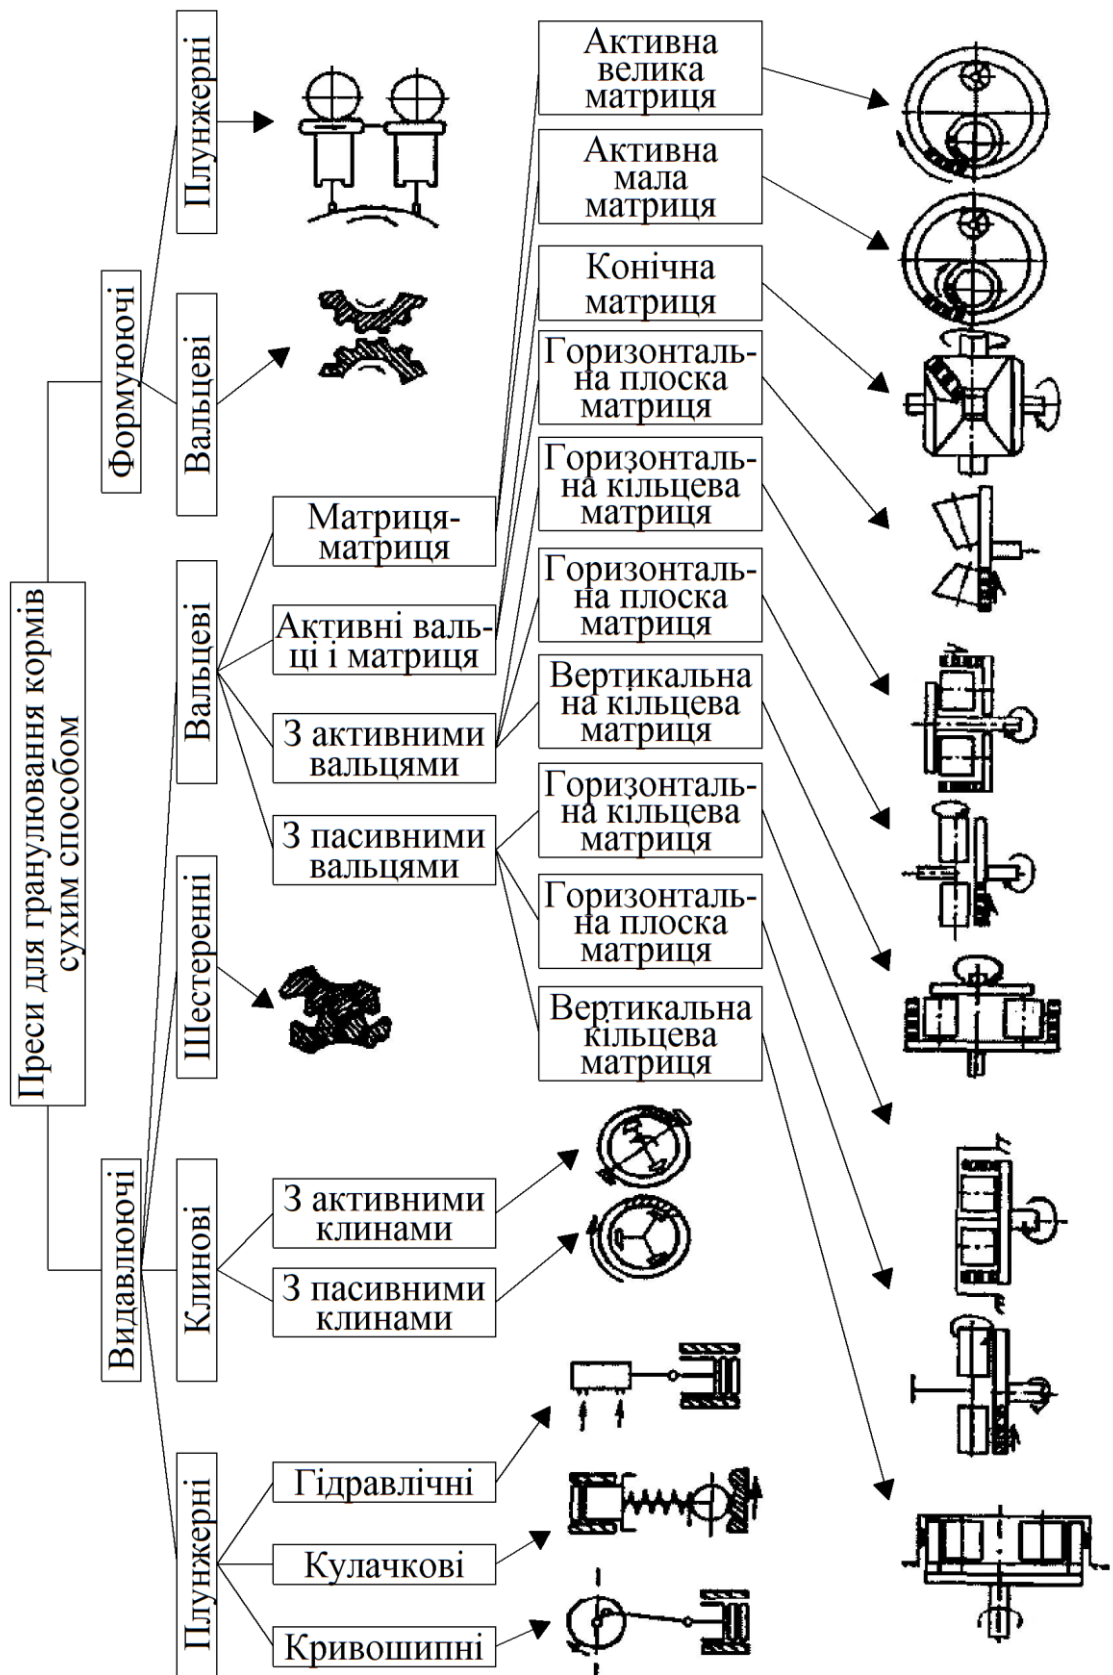 Преси для гранулювання кормів
сухим способом
Формуючі
Видавлюючі
Плунжерні
Вальцеві
Вальцеві
Шестеренні
Клинові
Плунжерні
Матриця-
матриця
Активні валь-
ці і матриця
З активними
вальцями
З пасивними
вальцями
З активними
клинами
З пасивними
клинами
Гідравлічні
Кулачкові
Кривошипні
Активна
велика
матриця
Активна
мала
матриця
Конічна
матриця
Горизонталь-
на плоска
матриця
Горизонталь-
на кільцева
матриця
Горизонталь-
на плоска
матриця
Вертикальна
на кільцева
матриця
Горизонталь-
на кільцева
матриця
Горизонталь-
на плоска
матриця
Вертикальна
кільцева
матриця